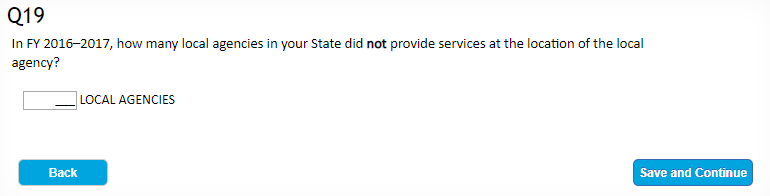 Q19
In FY 2016–2017, how many local agencies in your State did not provide services at the location of the local
agency?
___ LOCAL AGENCIES
Back
Save and Continue